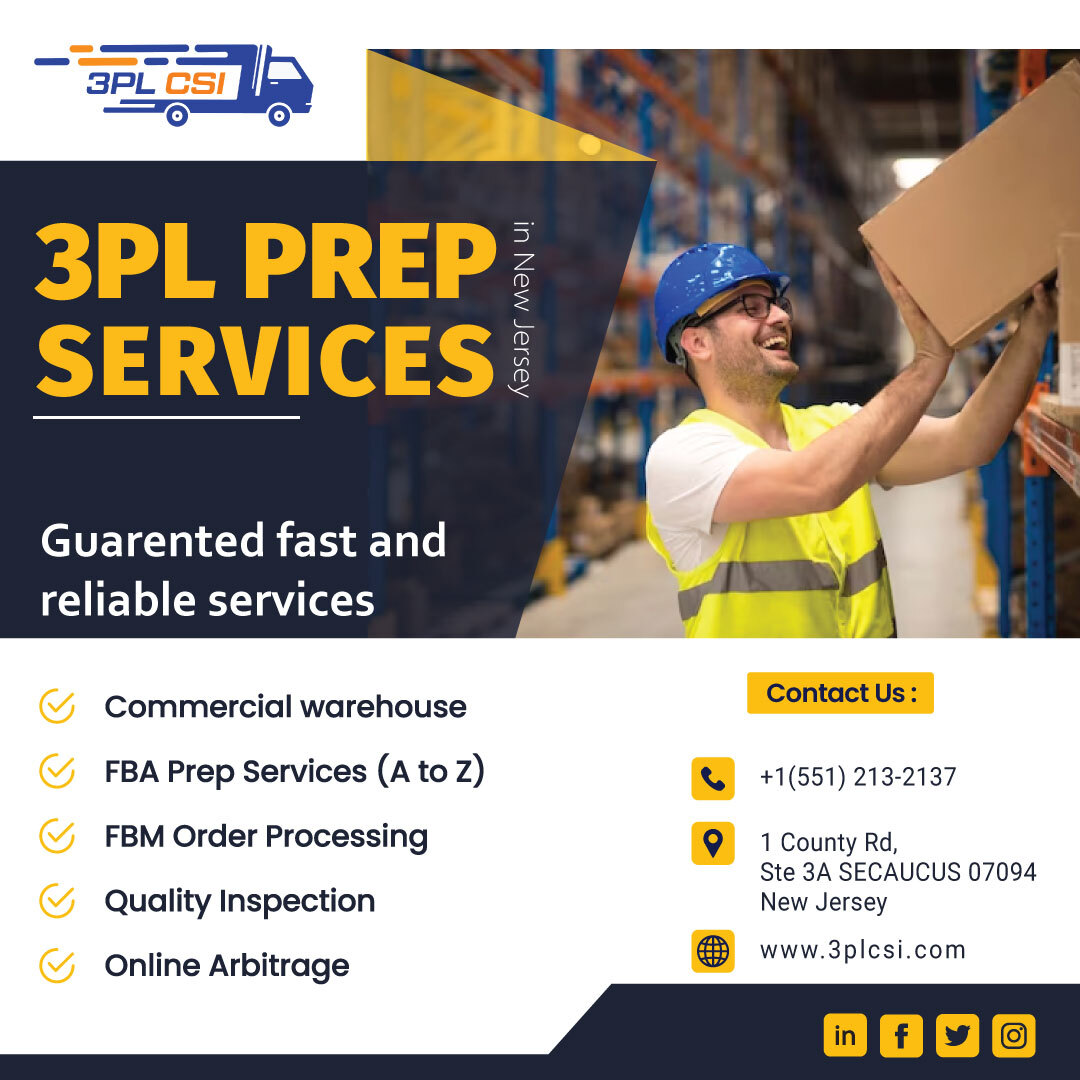 3PL CSI
3PL PREP
SERVICES
in New Jersey
Guarented fast and
reliable services
Commercial warehouse
FBA Prep Services (A to Z)
FBM Order Processing
Quality Inspection
Online Arbitrage
Contact Us :
+1(551) 213-2137
1 County Rd,
Ste 3A SECAUCUS 07094
New Jersey
www.3plcsi.com
in